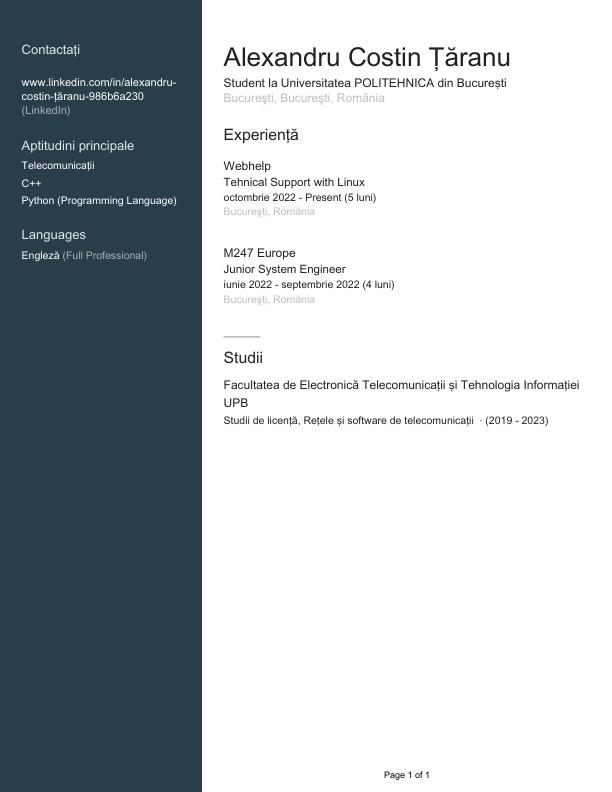 Contactați
www.linkedin.com/in/alexandru-
costin-țăranu-986b6a230
(LinkedIn)
Aptitudini principale
Telecomunicații
C++
Python (Programming Language)
Languages
Engleză (Full Professional)
Alexandru Costin Țăranu
Student la Universitatea POLITEHNICA din București
București, București, România
Experiență
Webhelp
Tehnical Support with Linux
octombrie 2022 - Present (5 luni)
București, România
M247 Europe
Junior System Engineer
iunie 2022 - septembrie 2022 (4 luni)
București, România
Studii
Facultatea de Electronică Telecomunicații și Tehnologia Informației
UPB
Studii de licență, Rețele și software de telecomunicații · (2019 - 2023)
Page 1 of 1